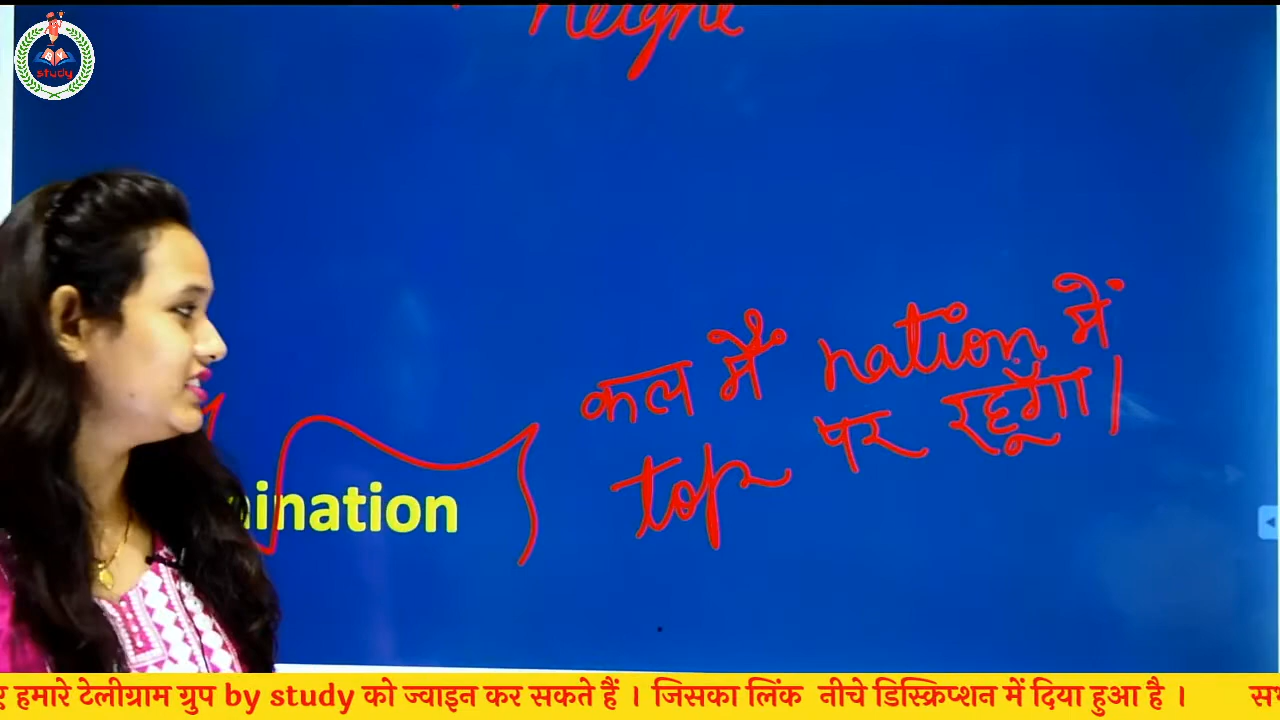 study
कल मैं nation में
top पर रहूँगा।
ination
हमारे टेलीग्राम ग्रुप by study को ज्वाइन कर सकते हैं । जिसका लिंक नीचे डिस्क्रिप्शन में दिया हुआ है ।